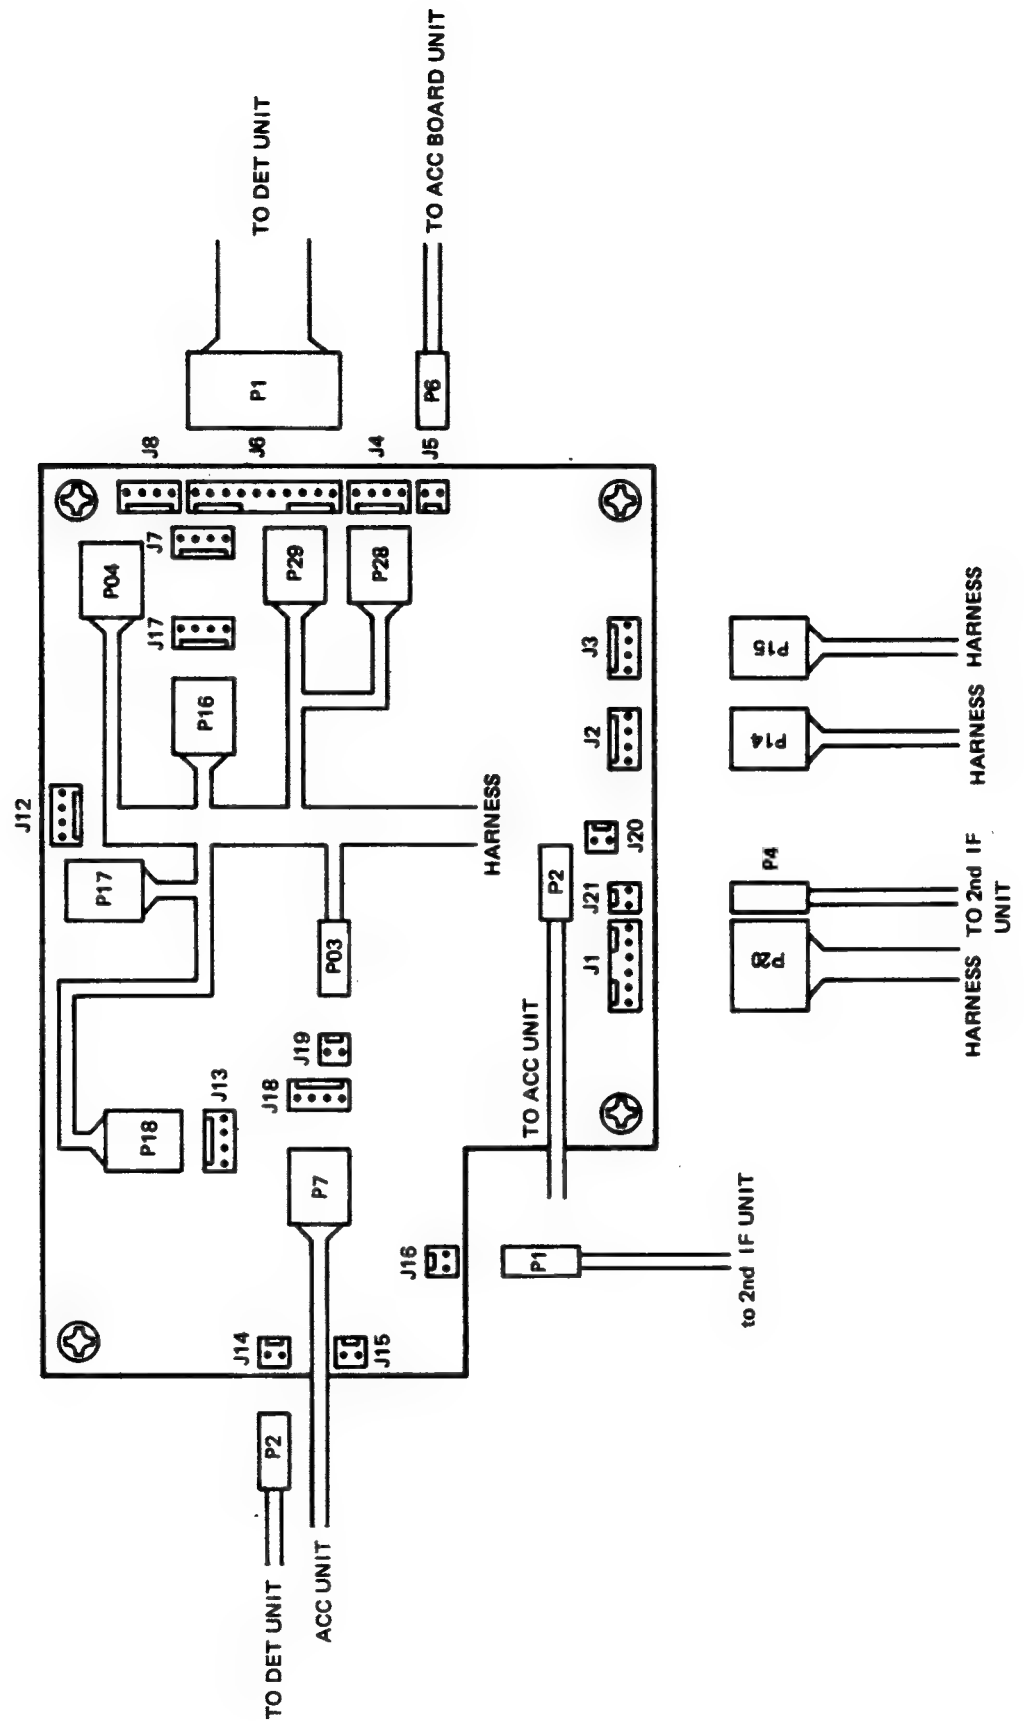 J12
P17
P04
P18
J8
J7
J17
P16
J13
J14
J6
P1
TO DET UNIT
TO DET UNIT
P2
J18
P29
J19
P7
ACC UNIT
P03
J4
P28
J15
J16
J5
P6
TO ACC BOARD UNIT
HARNESS
TO ACC UNIT
P1
P2
J1
J21
J2
J3
J20
to 2nd IF UNIT
P4
P14
P15
HARNESS
TO 2nd IF
UNIT
HARNESS
HARNESS